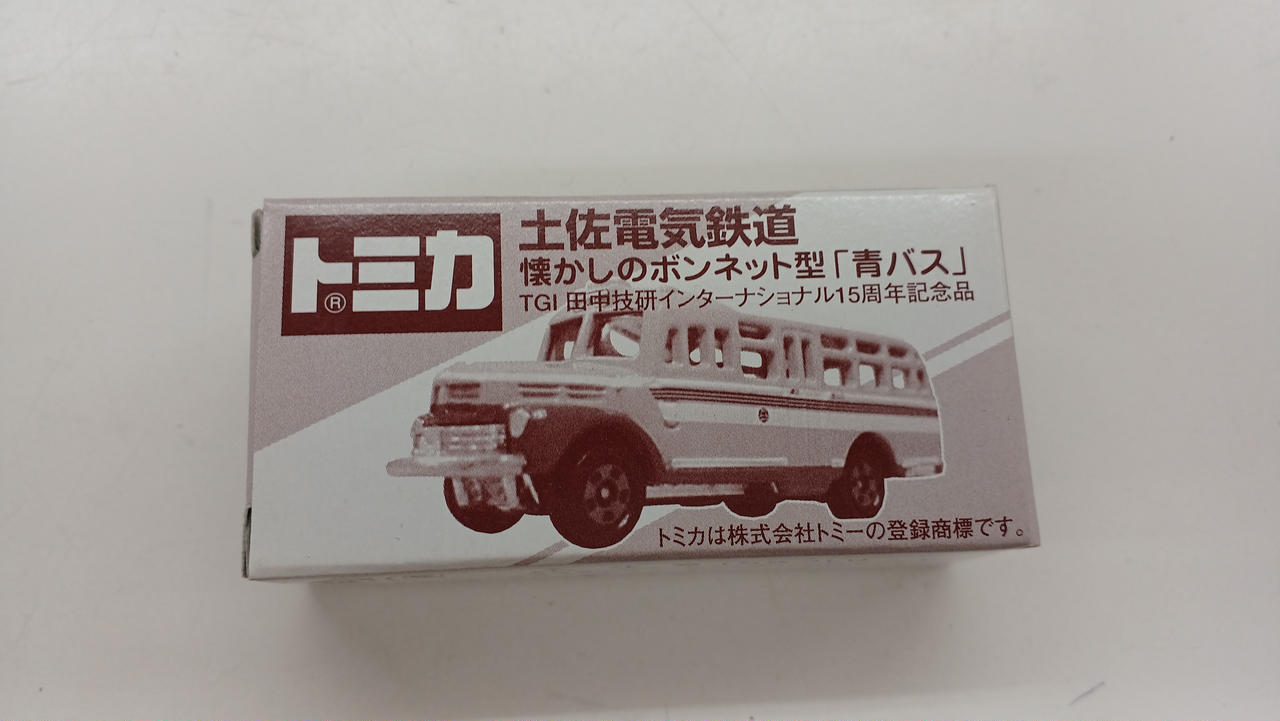 トミカ®
土佐電気鉄道
懐かしのボンネット型「青バス」
TGI 田中技研インターナショナル15周年記念品
トミカは株式会社トミーの登録商標です。